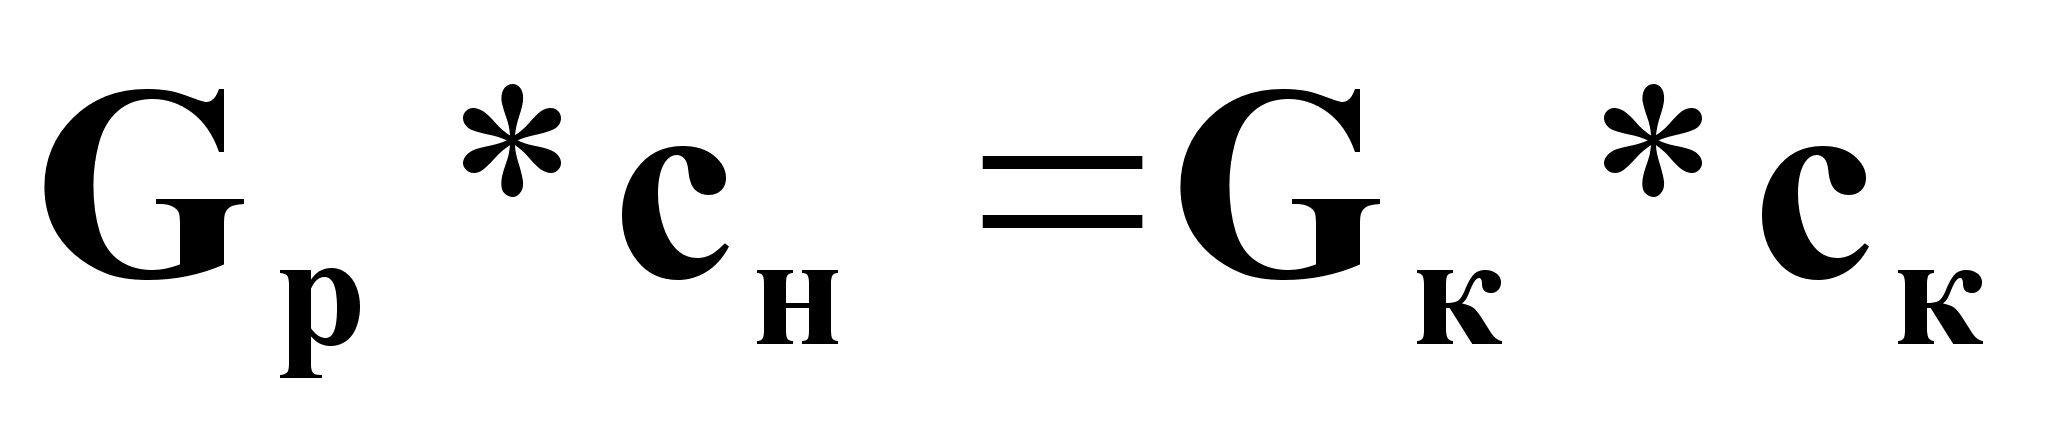 Gр * cн = Gк * cк